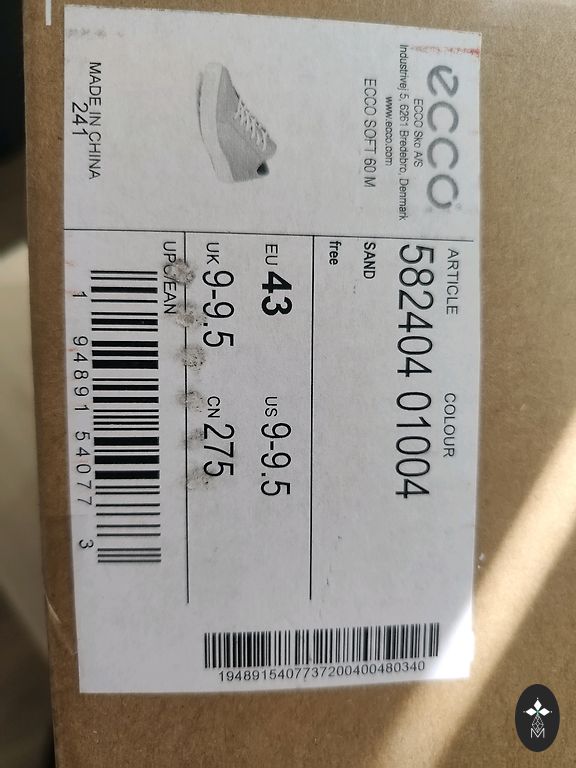 ecco
ECCO Sko A/S
Industrivej 5, 6261 Bredebro, Denmark
www.ecco.com
ECCO SOFT 60 M
MADE IN CHINA
241
ARTICLE COLOUR
582404 01004
SAND
free
EU 43 US 9-9.5
UK 9-9.5 CN 275
UPC/EAN
1 94891 54077 3
19489154077372004004803​40
M